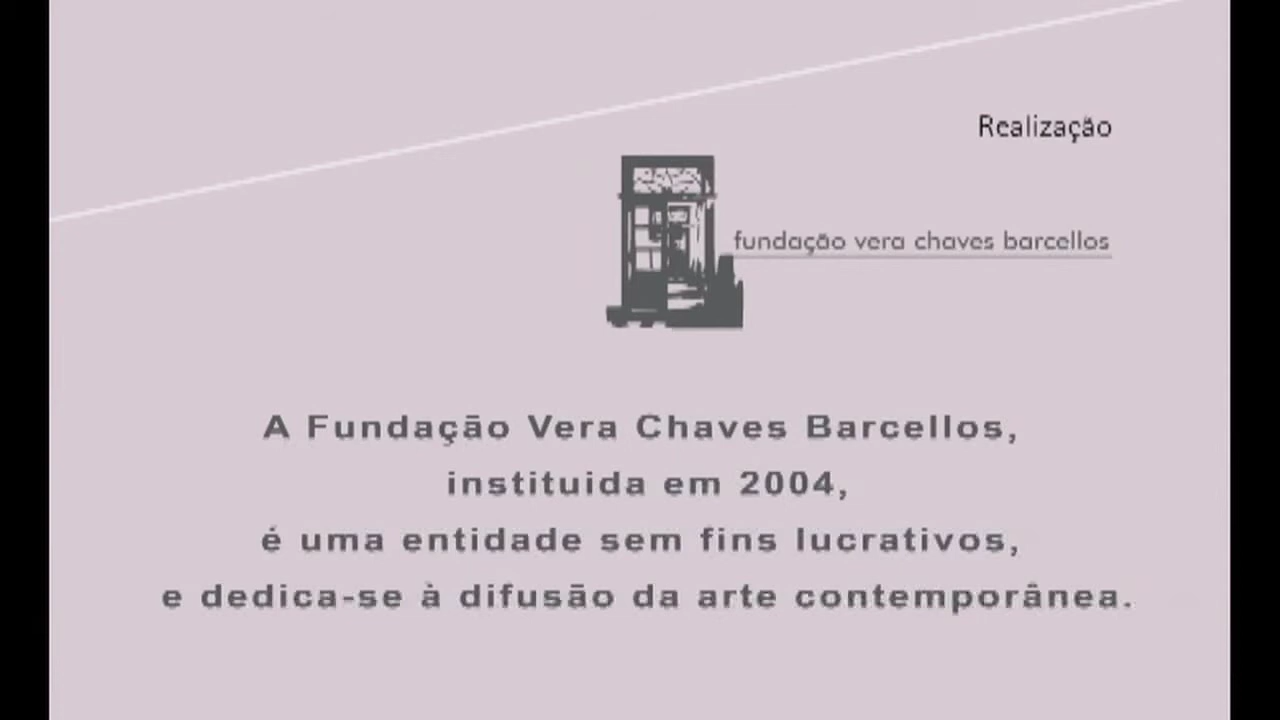 Realização
fundação vera chaves barcellos
A Fundação Vera Chaves Barcellos,
instituida em 2004,
é uma entidade sem fins lucrativos,
e dedica-se à difusão da arte contemporânea.